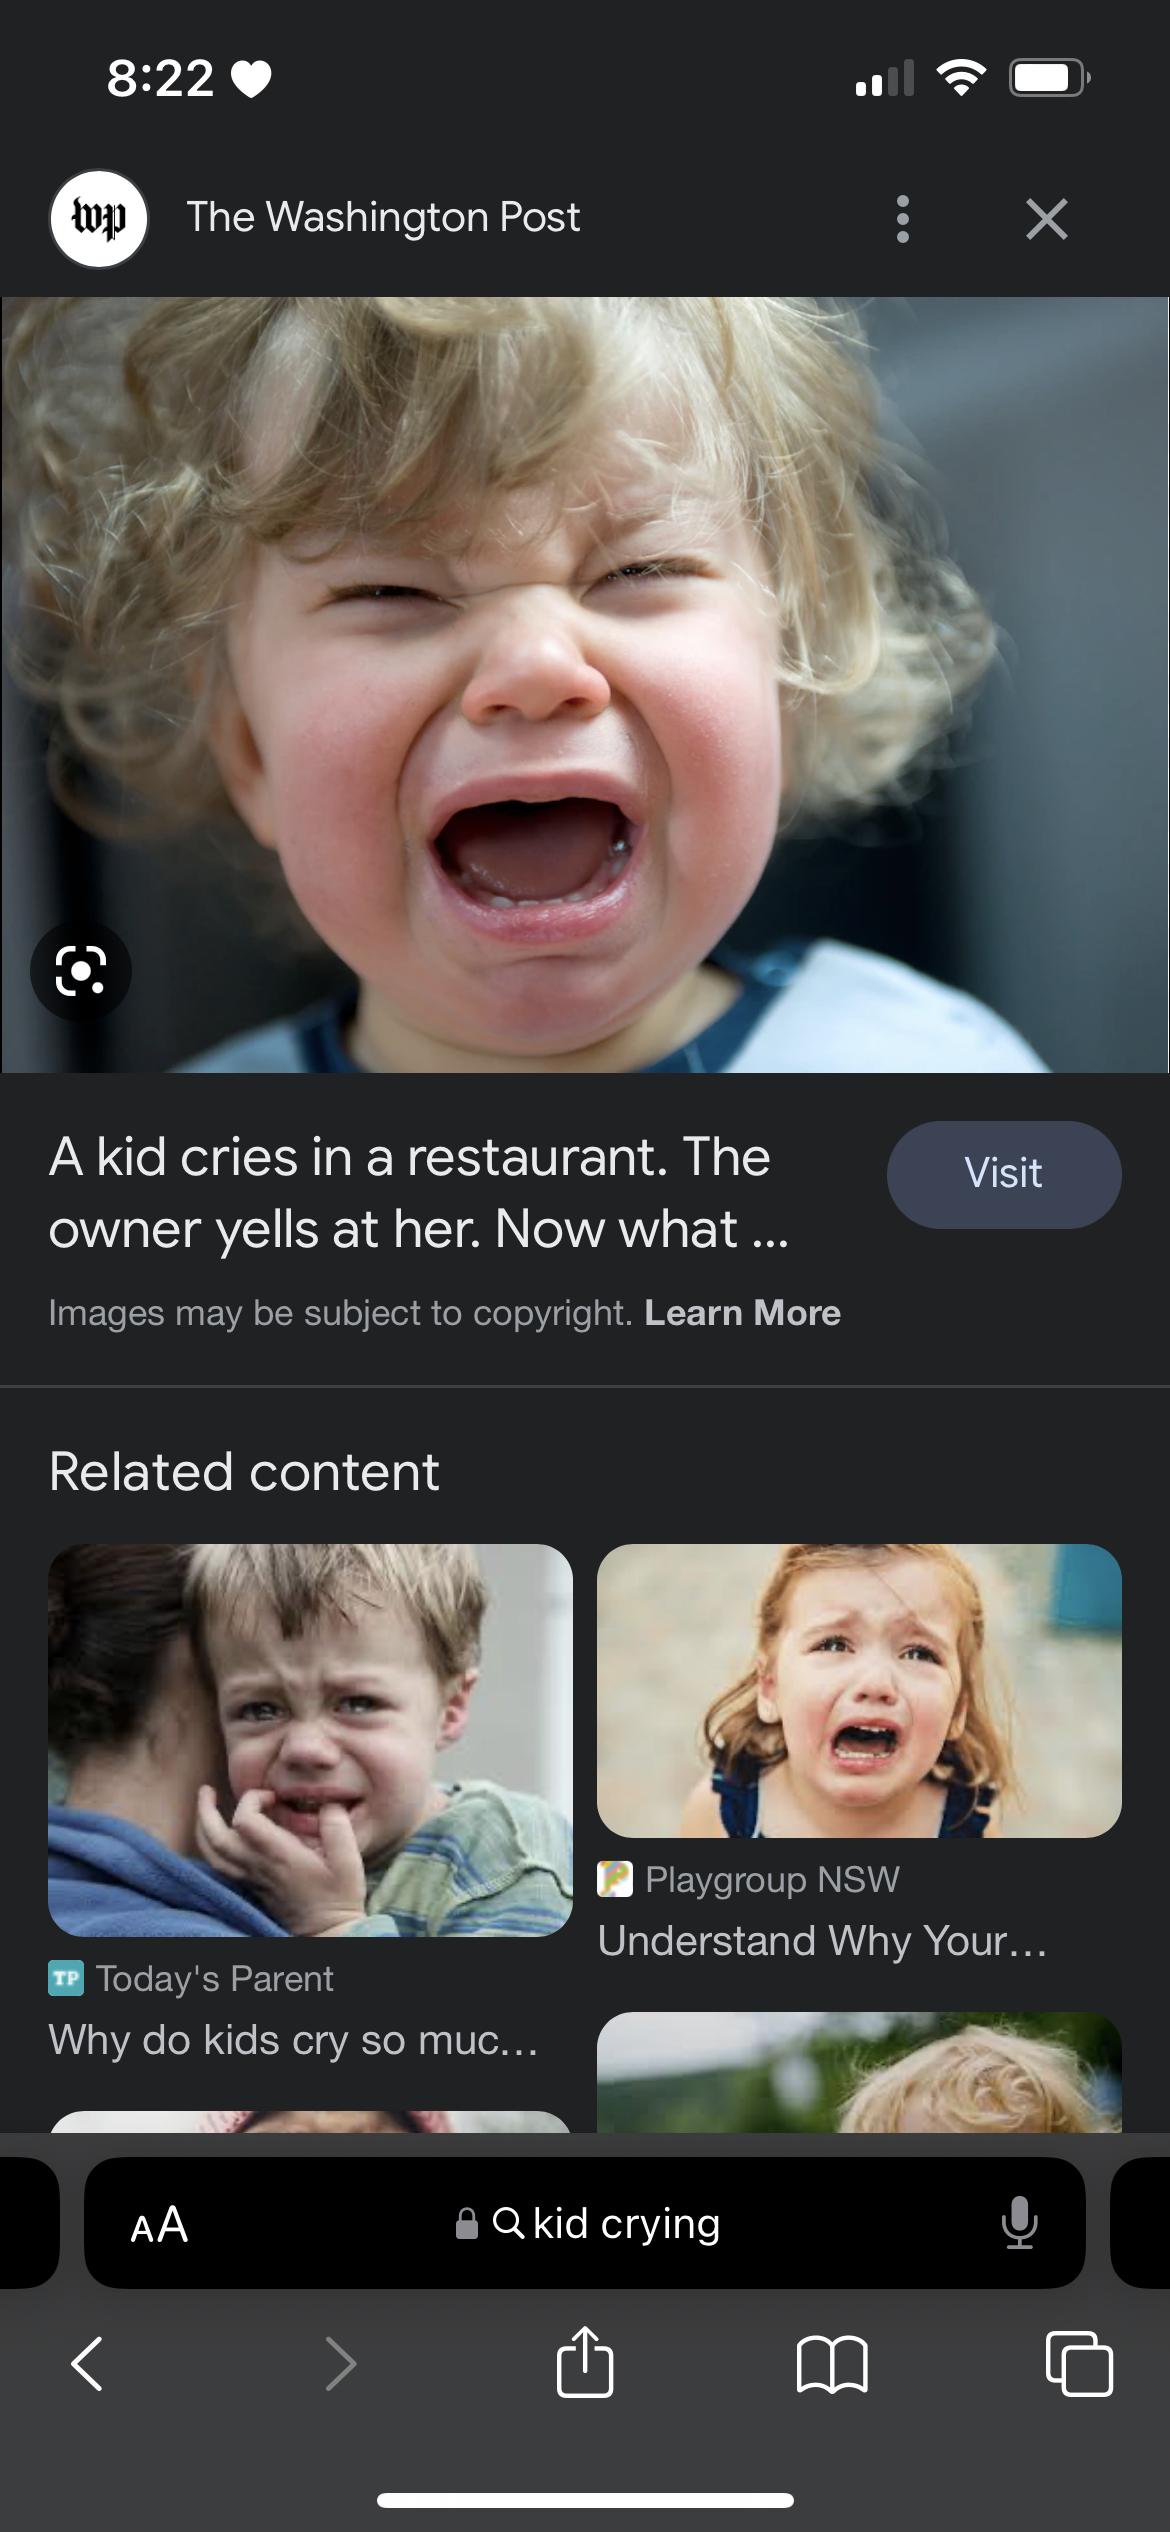 8:22
wp
The Washington Post
A kid cries in a restaurant. The
owner yells at her. Now what ...
Visit
Images may be subject to copyright. Learn More
Related content
Playgroup NSW
Understand Why Your...
TP Today's Parent
Why do kids cry so muc...
AA
kid crying